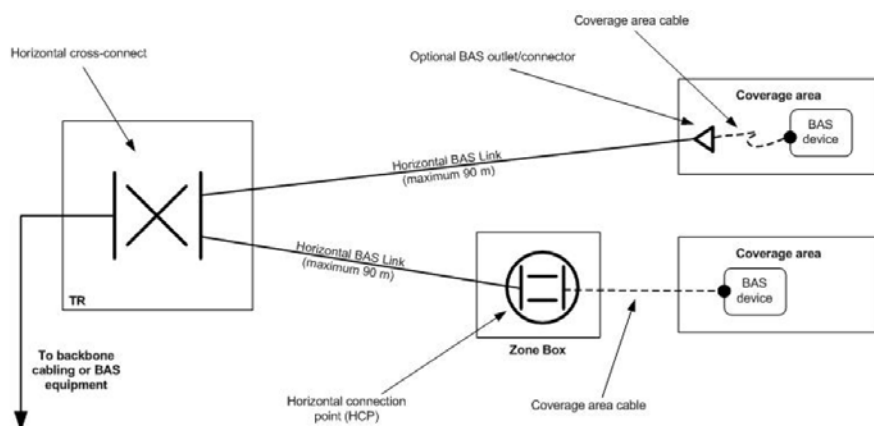 Coverage area cable
Horizontal cross-connect
Optional BAS outlet/connector
Coverage area
BAS
device
Horizontal BAS Link
(maximum 90 m)
Horizontal BAS Link
(maximum 90 m)
Coverage area
BAS
device
TR
Zone Box
To backbone
cabling or BAS
equipment
Horizontal connection
point (HCP)
Coverage area cable